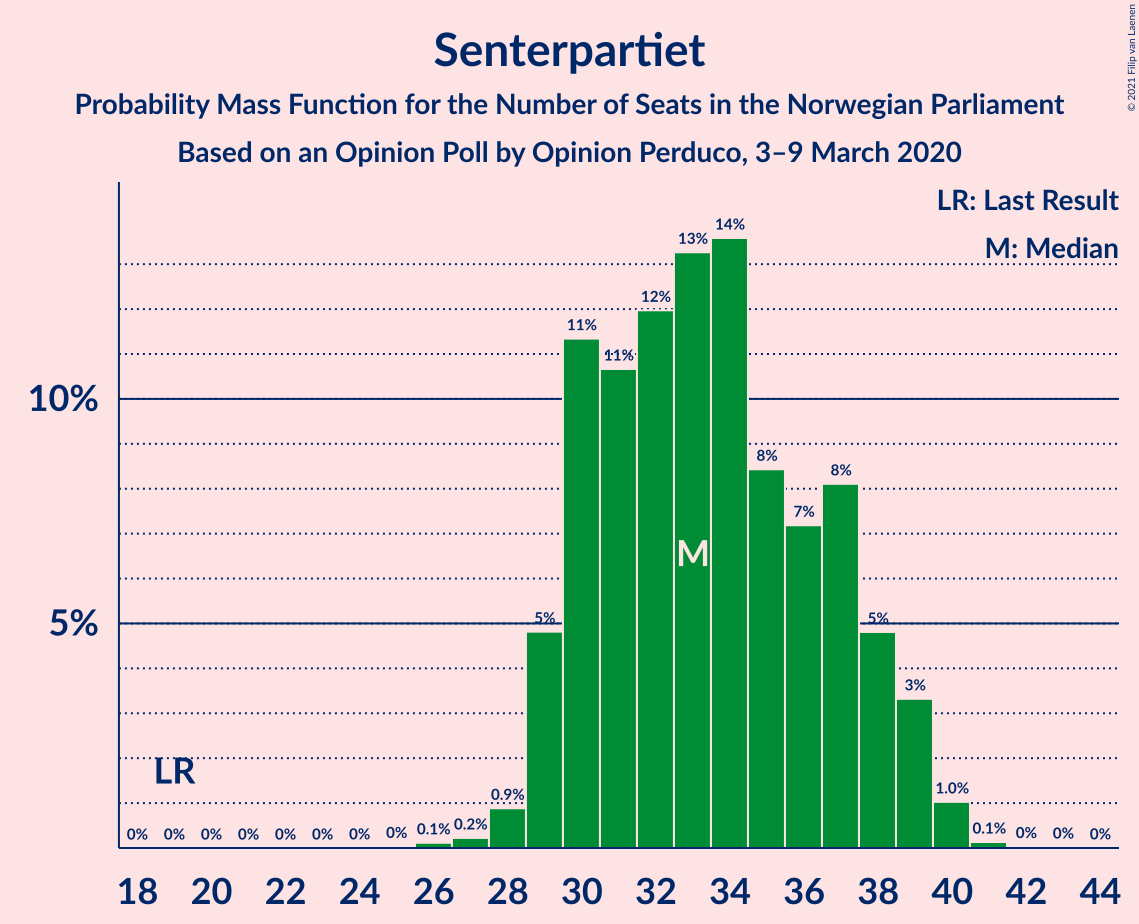 Senterpartiet
Probability Mass Function for the Number of Seats in the Norwegian Parliament
Based on an Opinion Poll by Opinion Perduco, 3–9 March 2020
© 2021 Filip van Laenen
LR: Last Result
M: Median
10%
5%
LR
M
0% 0% 0% 0% 0% 0% 0% 0% 0.1% 0.2% 0.9% 5% 11% 11% 12% 13% 14% 8% 7% 8% 5% 3% 1.0% 0.1% 0% 0% 0%
18 20 22 24 26 28 30 32 34 36 38 40 42 44